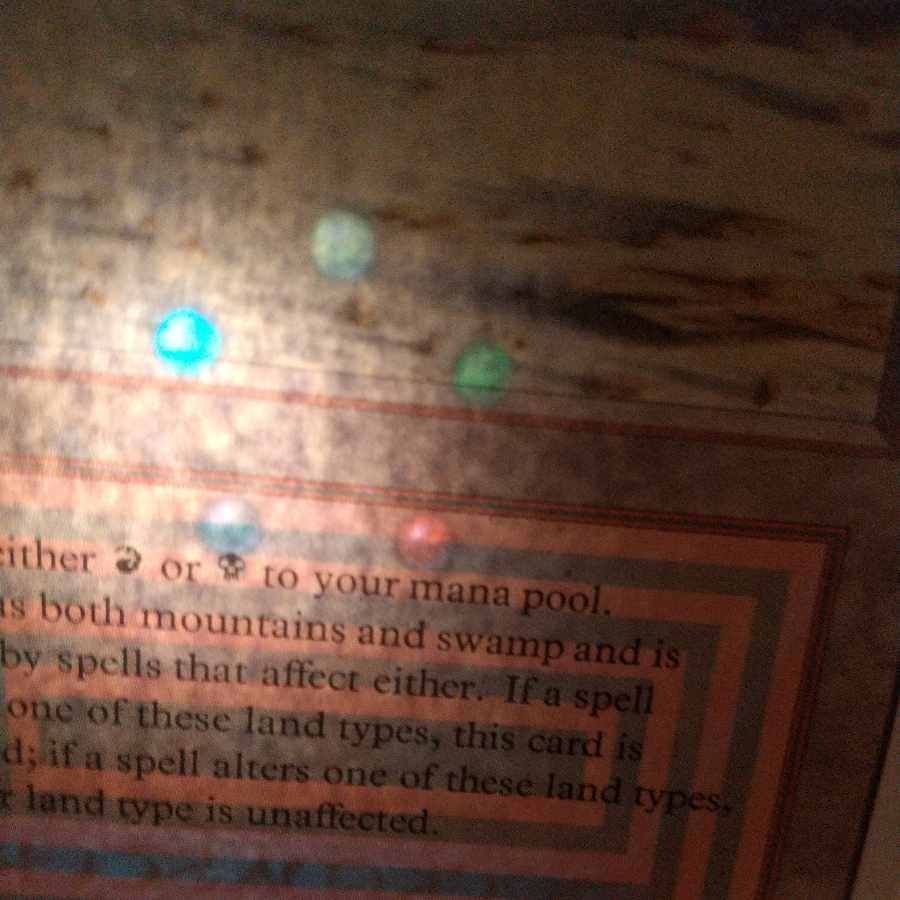 either or to your mana pool.
as both mountains and swamp and is
by spells that affect either. If a spell
one of these land types, this card is
d; if a spell alters one of these land types,
r land type is unaffected.